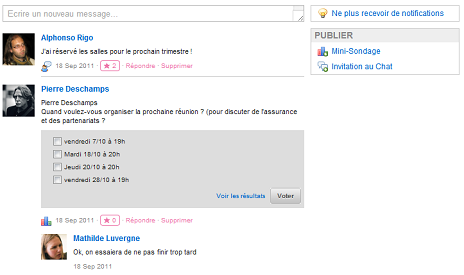 Ecrire un nouveau message...
Alphonso Rigo
J'ai réservé les salles pour le prochain trimestre !
18 Sep 2011 · ★ 2 · Répondre · Supprimer
Pierre Deschamps
Pierre Deschamps
Quand voulez-vous organiser la prochaine réunion ? (pour discuter de l'assurance
et des partenariats ?
vendredi 7/10 à 19h
Mardi 18/10 à 20h
Jeudi 20/10 à 20h
vendredi 28/10 à 19h
Voir les résultats Voter
18 Sep 2011 · ★ 0 · Répondre · Supprimer
Mathilde Luvergne
Ok, on essaiera de ne pas finir trop tard
18 Sep 2011
Ne plus recevoir de notifications
PUBLIER
Mini-Sondage
Invitation au Chat